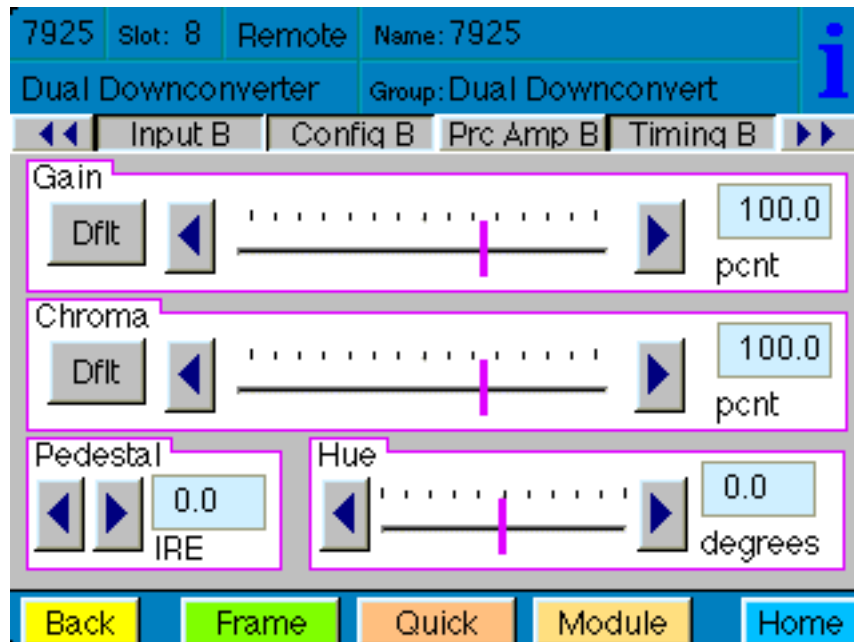 7925 Slot: 8 Remote Name: 7925
Dual Downconverter Group: Dual Downconvert
i
Input B Config B Prc Amp B Timing B
Gain
Dflt 100.0
pcnt
Chroma
Dflt 100.0
pcnt
Pedestal Hue
0.0 0.0
IRE degrees
Back Frame Quick Module Home